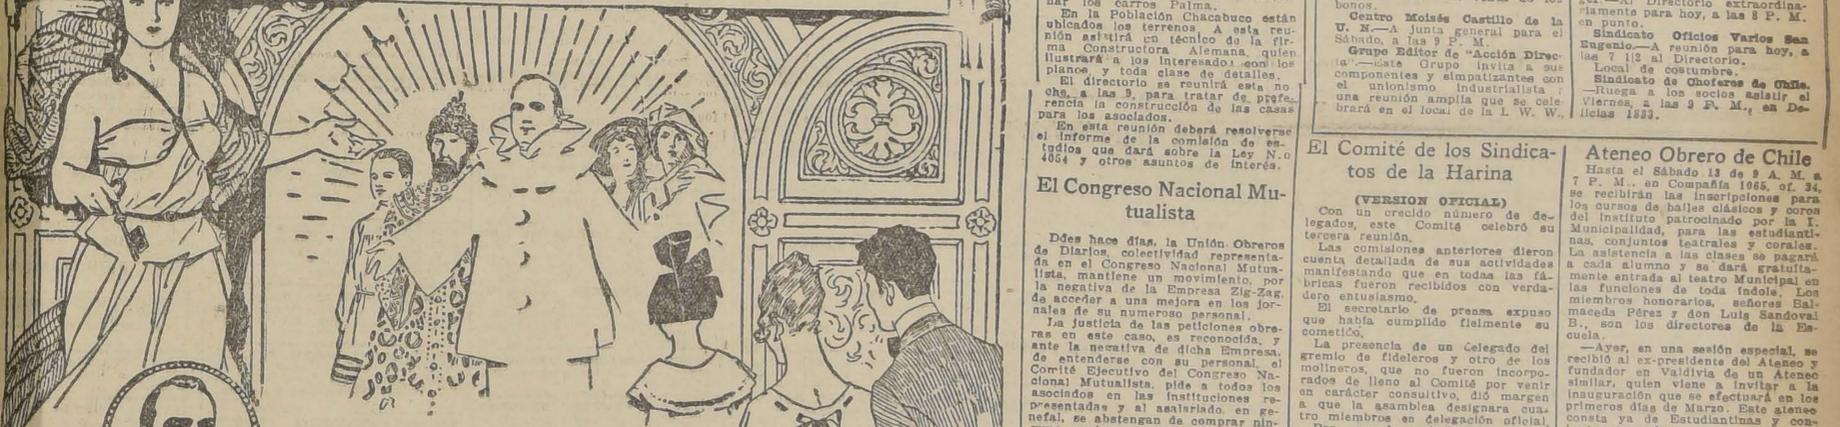 nar los carros Palma.
En la Población Chacabuco están
ubicados los terrenos. A esta reu-
nión asistirá un técnico de la fir-
ma Constructora Alemana, quien
ilustrará a los interesados con los
planos y toda clase de detalles.
El directorio se reunirá esta no
che, a las 9, para tratar de prefe-
rencia la construcción de las casas
para los asociados.
En esta reunión deberá resolverse
el informe de la comisión de es-
tudios que dará sobre la Ley N.o
4054 y otros asuntos de interés.
El Congreso Nacional Mu-
tualista
Ddes hace días, la Unión Obreros
de Diarios, colectividad representa-
da en el Congreso Nacional Mutua-
lista, mantiene un movimiento, por
la negativa de la Empresa Zig-Zag,
de acceder a una mejora en los jor-
nales de su numeroso personal.
La justicia de las peticiones obre-
ras en este caso, es reconocida, y
ante la negativa de dicha Empresa,
de entenderse con su personal, el
Comité Ejecutivo del Congreso Na-
cional Mutualista, pide a todos los
asociados en las instituciones re-
presentadas y al asalariado en ge-
neral, se abstengan de comprar nin-
bonos.
Centro Moisés Castillo de la
U. N.—A junta general para el
Sábado, a las 9 P. M.
Grupo Editor de "Acción Direc-
ta".—Este Grupo invita a sus
componentes y simpatizantes con
el unionismo industrialista a
una reunión amplia que se cele-
brará en el local de la I. W. W.,
Al Directorio extraordina-
riamente para hoy, a las 8 P. M.
en punto.
Sindicato Oficios Varios San
Eugenio.—A reunión para hoy, a
las 7 1|2 al Directorio.
Local de costumbre.
Sindicato de Choferes de Chile.
—Ruega a los socios asistir el
Viernes, a las 9 P. M., en De-
licias 1833.
El Comité de los Sindica-
tos de la Harina
(VERSION OFICIAL)
Con un crecido número de de-
legados, este Comité celebró su
tercera reunión.
Las comisiones anteriores dieron
cuenta detallada de sus actividades
manifestando que en todas las fá-
bricas fueron recibidos con verda-
dero entusiasmo.
El secretario de prensa expuso
que había cumplido fielmente su
cometido.
La presencia de un delegado del
gremio de fideleros y otro de los
molineros, que no fueron incorpo-
rados de lleno al Comité por venir
en carácter consultivo, dió margen
a que la asamblea designara cua-
tro miembros en delegación oficial,
Ateneo Obrero de Chile
Hasta el Sábado 13 de 9 A. M. a
7 P. M., en Compañía 1065, of. 34,
se recibirán las inscripciones para
los cursos de bailes clásicos y coros
del Instituto patrocinado por la I.
Municipalidad, para las estudianti-
nas, conjuntos teatrales y corales.
La asistencia a las clases se pagará
a cada alumno y se dará gratuita-
mente entrada al teatro Municipal en
las funciones de toda índole. Los
miembros honorarios, señores Bal-
maceda Pérez y don Luis Sandoval
B., son los directores de la Es-
cuela.
—Ayer, en una sesión especial, se
recibió al ex-presidente del Ateneo y
fundador en Valdivia de un Ateneo
similar, quien viene a invitar a la
inauguración que se efectuará en los
primeros días de Marzo. Este ateneo
consta ya de Estudiantinas y con-